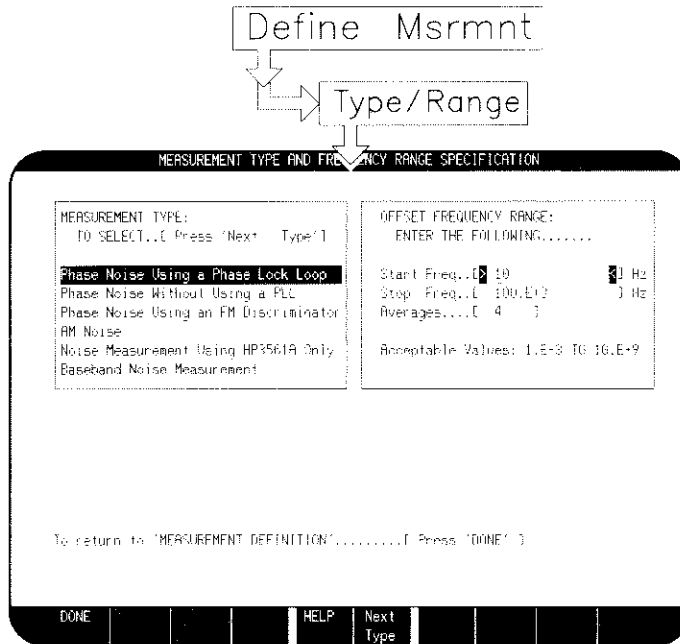 Define Msrmnt
Type/Range
MEASUREMENT TYPE AND FREQUENCY RANGE SPECIFICATION
MEASUREMENT TYPE:
TO SELECT..[ Press 'Next Type']
Phase Noise Using a Phase Lock Loop
Phase Noise Without Using a PLL
Phase Noise Using an FM Discriminator
AM Noise
Noise Measurement Using HP3561A Only
Baseband Noise Measurement
OFFSET FREQUENCY RANGE:
ENTER THE FOLLOWING.......
Start Freq..[> 10 <] Hz
Stop Freq..[ 100.E+3 ] Hz
Averages....[ 4 ]
Acceptable Values: 1.E-3 TO 10.E+9
To return to 'MEASUREMENT DEFINITION'.........[ Press 'DONE' ]
DONE
HELP
Next Type